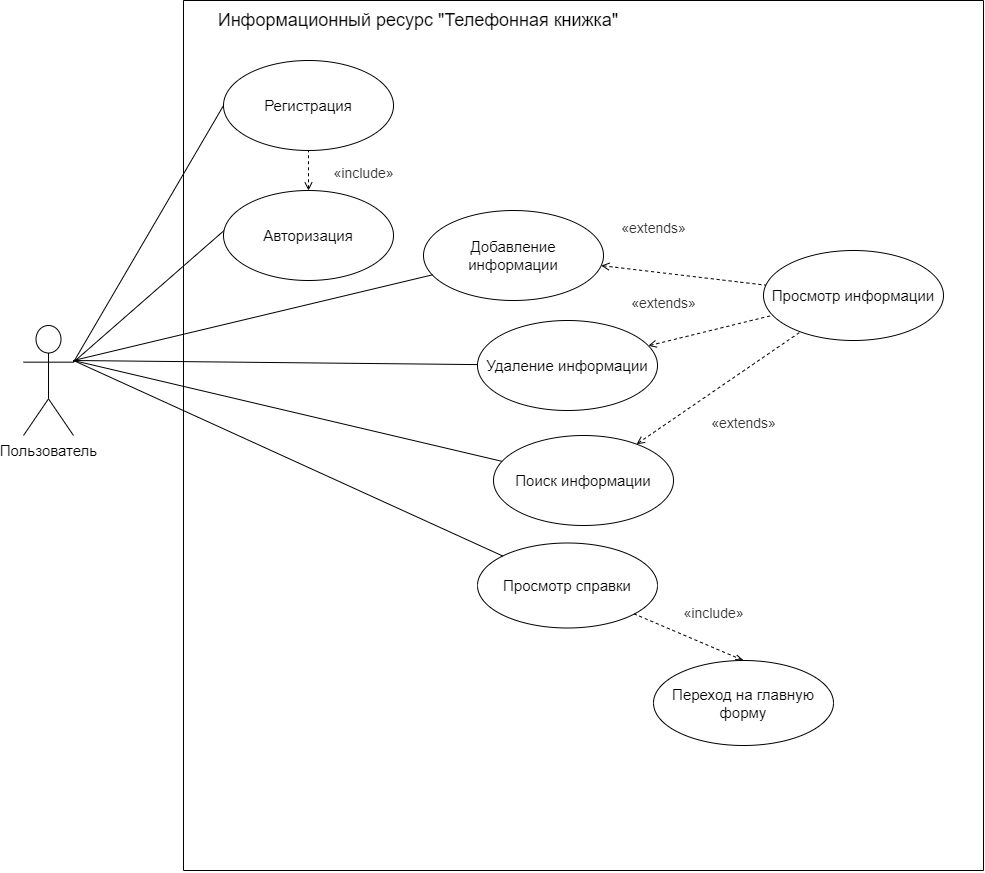 Информационный ресурс "Телефонная книжка"
Регистрация
«include»
Авторизация
«extends»
Добавление
информации
Просмотр информации
«extends»
Удаление информации
«extends»
Пользователь
Поиск информации
Просмотр справки
«include»
Переход на главную
форму